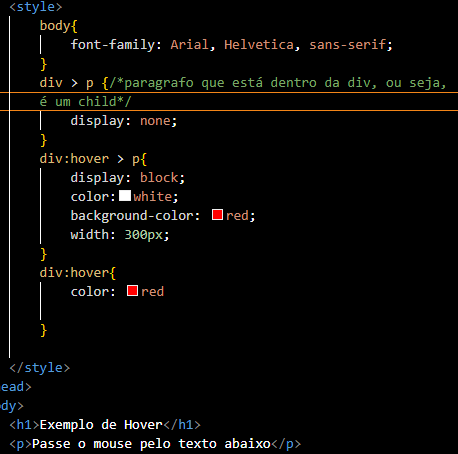 <style>
body{
font-family: Arial, Helvetica, sans-serif;
}
div > p {/*paragrafo que está dentro da div, ou seja,
é um child*/
display: none;
}
div:hover > p{
display: block;
color: white;
background-color: red;
width: 300px;
}
div:hover{
color: red
}
</style>
ead>
ody>
<h1>Exemplo de Hover</h1>
<p>Passe o mouse pelo texto abaixo</p>